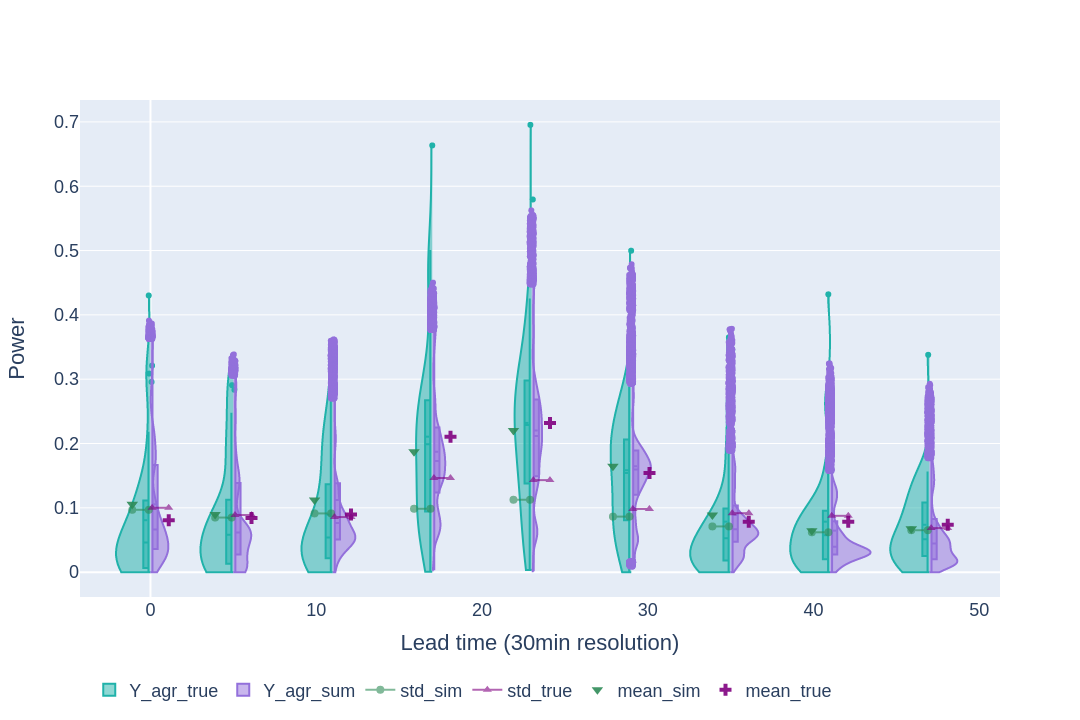 0.7
0.6
0.5
0.4
0.3
0.2
0.1
0
Power
0 10 20 30 40 50
Lead time (30min resolution)
Y_agr_true Y_agr_sum std_sim std_true mean_sim mean_true